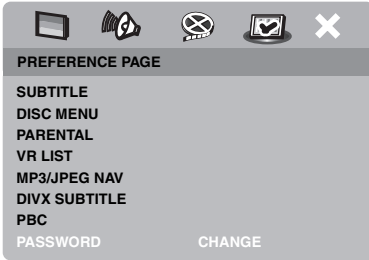 PREFERENCE PAGE
SUBTITLE
DISC MENU
PARENTAL
VR LIST
MP3/JPEG NAV
DIVX SUBTITLE
PBC
PASSWORD CHANGE